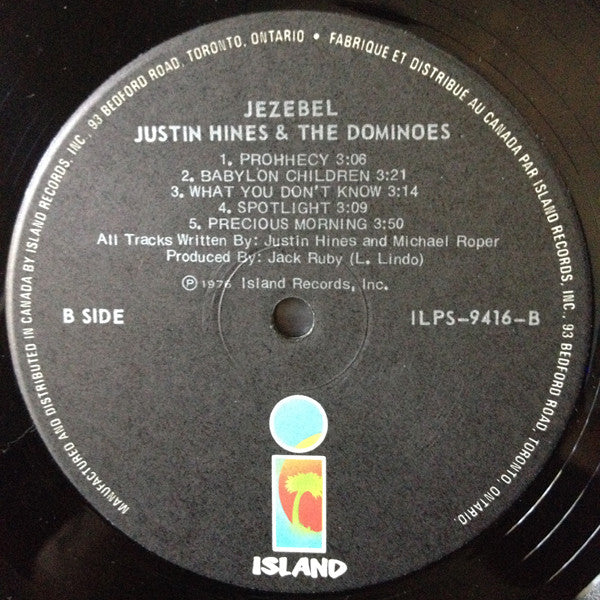 MANUFACTURED AND DISTRIBUTED IN CANADA BY ISLAND RECORDS, INC. 93 BEDFORD ROAD, TORONTO, ONTARIO • FABRIQUE ET DISTRIBUÉ AU CANADA PAR ISLAND RECORDS, INC., 93 BEDFORD ROAD, TORONTO, ONTARIO.
JEZEBEL
JUSTIN HINES & THE DOMINOES
1. PROHHECY 3:06
2. BABYLON CHILDREN 3:21
3. WHAT YOU DON'T KNOW 3:14
4. SPOTLIGHT 3:09
5. PRECIOUS MORNING 3:50
All Tracks Written By: Justin Hines and Michael Roper
Produced By: Jack Ruby (L. Lindo)
℗ 1976 Island Records, Inc.
B SIDE
ILPS-9416-B
ISLAND